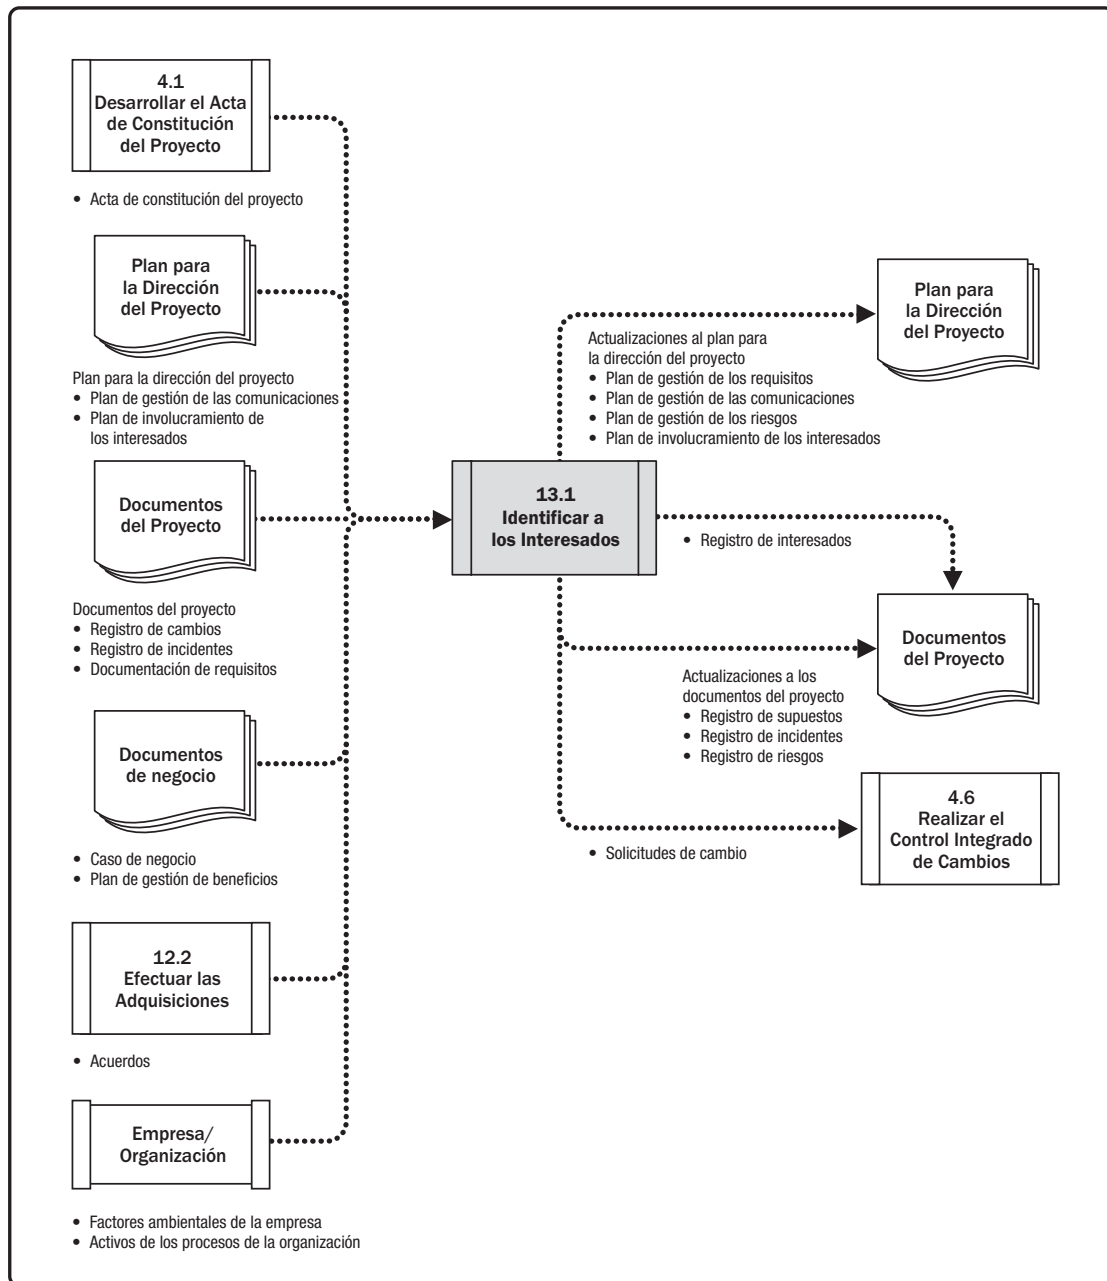 4.1
Desarrollar el Acta
de Constitución
del Proyecto
• Acta de constitución del proyecto
Plan para
la Dirección
del Proyecto
Plan para la dirección del proyecto
• Plan de gestión de las comunicaciones
• Plan de involucramiento de
los interesados
Documentos
del Proyecto
Documentos del proyecto
• Registro de cambios
• Registro de incidentes
• Documentación de requisitos
Documentos
de negocio
• Caso de negocio
• Plan de gestión de beneficios
12.2
Efectuar las
Adquisiciones
• Acuerdos
Empresa/
Organización
• Factores ambientales de la empresa
• Activos de los procesos de la organización
13.1
Identificar a
los Interesados
Actualizaciones al plan para
la dirección del proyecto
• Plan de gestión de los requisitos
• Plan de gestión de las comunicaciones
• Plan de gestión de los riesgos
• Plan de involucramiento de los interesados
Plan para
la Dirección
del Proyecto
• Registro de interesados
Documentos
del Proyecto
Actualizaciones a los
documentos del proyecto
• Registro de supuestos
• Registro de incidentes
• Registro de riesgos
• Solicitudes de cambio
4.6
Realizar el
Control Integrado
de Cambios